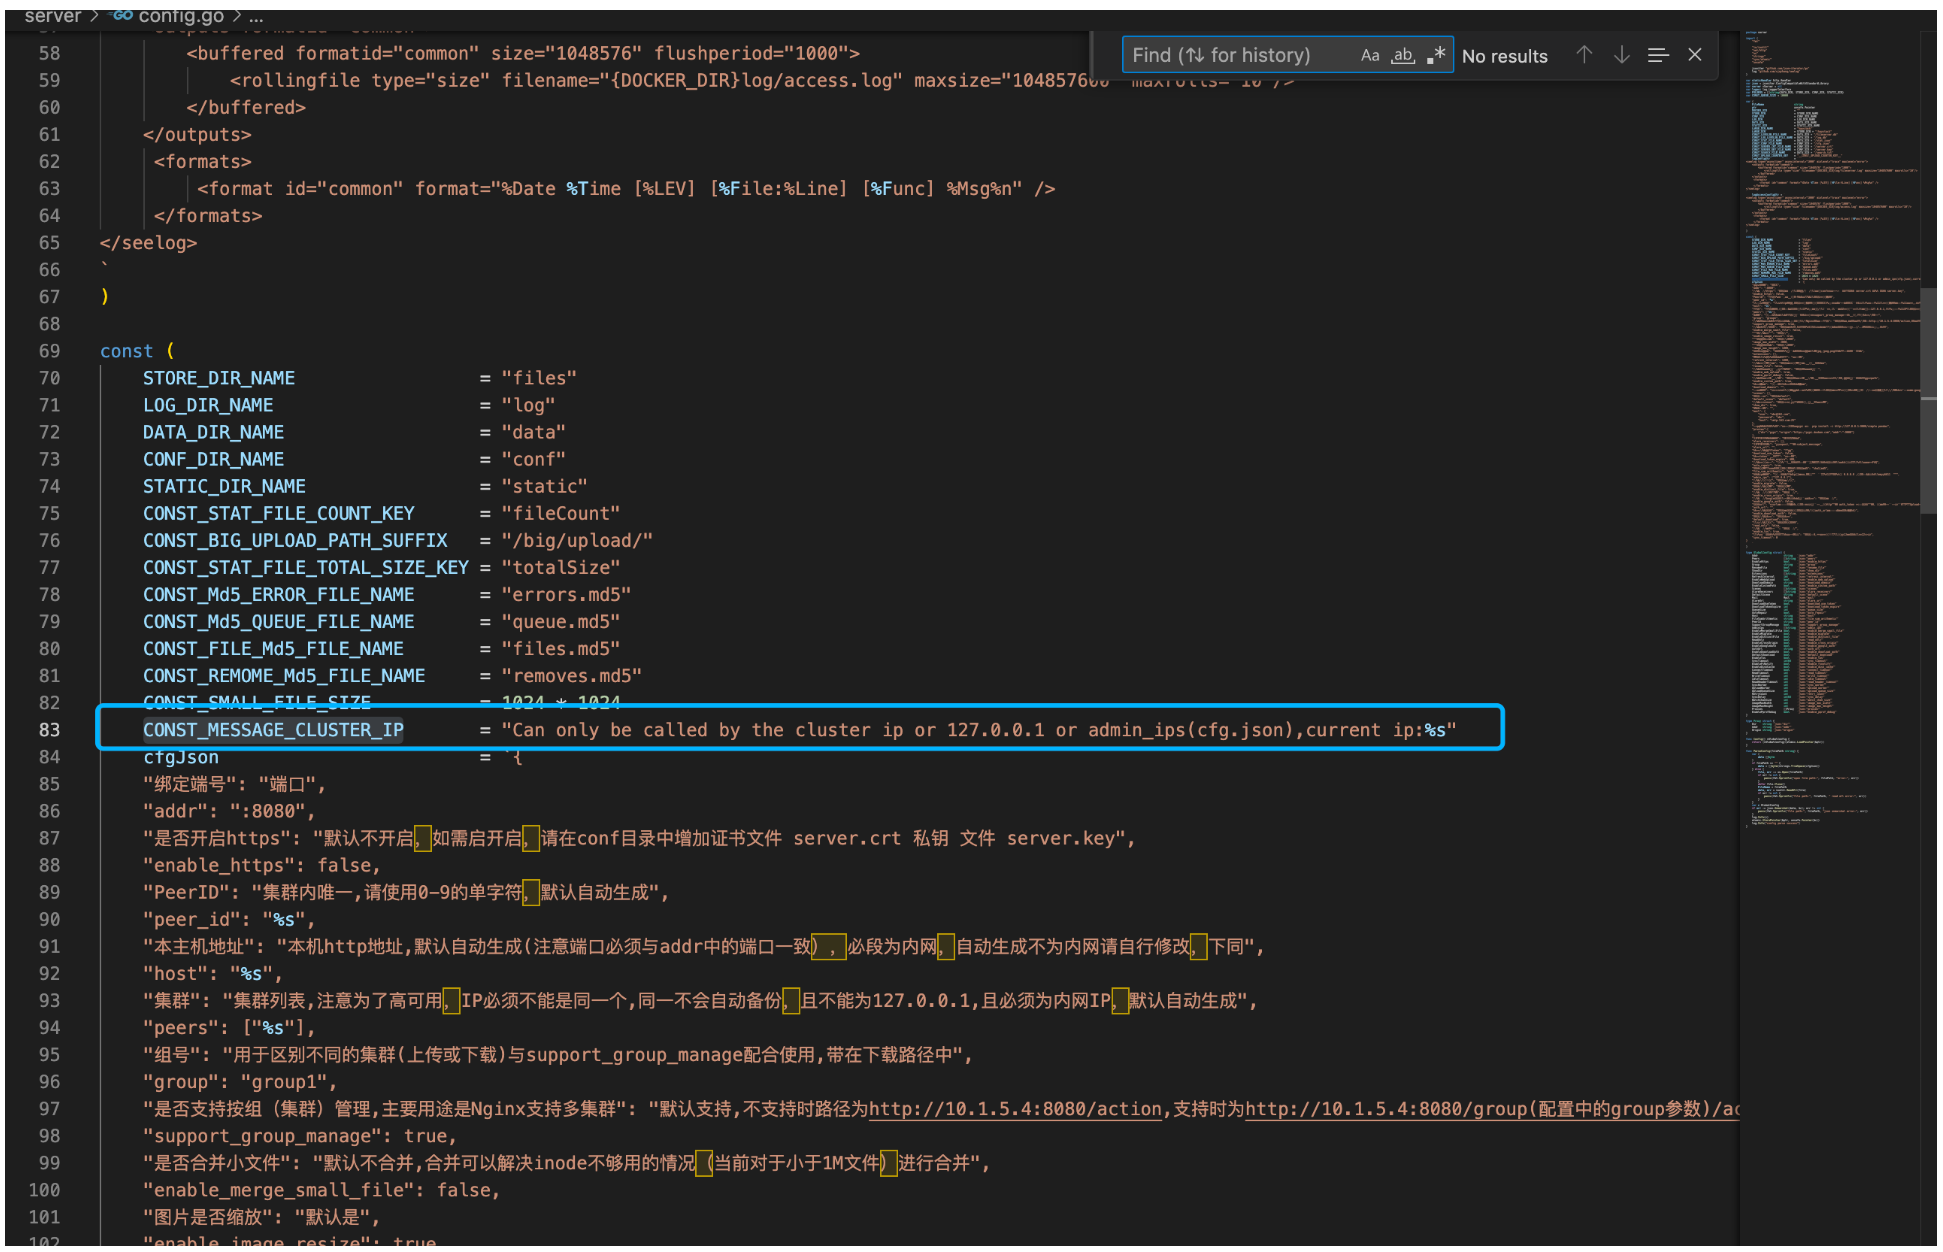 server > GO config.go > ...
58 <buffered formatid="common" size="1048576" flushperiod="1000">
59 <rollingfile type="size" filename="{DOCKER_DIR}log/access.log" maxsize="104857600" maxrolls="10"/>
60 </buffered>
61 </outputs>
62 <formats>
63 <format id="common" format="%Date %Time [%LEV] [%File:%Line] [%Func] %Msg%n" />
64 </formats>
65 </seelog>
66 `
67 )
68
69 const (
70 STORE_DIR_NAME = "files"
71 LOG_DIR_NAME = "log"
72 DATA_DIR_NAME = "data"
73 CONF_DIR_NAME = "conf"
74 STATIC_DIR_NAME = "static"
75 CONST_STAT_FILE_COUNT_KEY = "fileCount"
76 CONST_BIG_UPLOAD_PATH_SUFFIX = "/big/upload/"
77 CONST_STAT_FILE_TOTAL_SIZE_KEY = "totalSize"
78 CONST_Md5_ERROR_FILE_NAME = "errors.md5"
79 CONST_Md5_QUEUE_FILE_NAME = "queue.md5"
80 CONST_FILE_Md5_FILE_NAME = "files.md5"
81 CONST_REMOME_Md5_FILE_NAME = "removes.md5"
82 CONST_SMALL_FILE_SIZE = 1024 * 1024
83 CONST_MESSAGE_CLUSTER_IP = "Can only be called by the cluster ip or 127.0.0.1 or admin_ips(cfg.json),current ip:%s"
84 cfgJson = `{
85 "绑定端号": "端口",
86 "addr": ":8080",
87 "是否开启https": "默认不开启，如需启开启，请在conf目录中增加证书文件 server.crt 私钥 文件 server.key",
88 "enable_https": false,
89 "PeerID": "集群内唯一,请使用0-9的单字符，默认自动生成",
90 "peer_id": "%s",
91 "本主机地址": "本机http地址,默认自动生成(注意端口必须与addr中的端口一致），必段为内网，自动生成不为内网请自行修改，下同",
92 "host": "%s",
93 "集群": "集群列表,注意为了高可用，IP必须不能是同一个,同一不会自动备份，且不能为127.0.0.1,且必须为内网IP，默认自动生成",
94 "peers": ["%s"],
95 "组号": "用于区别不同的集群(上传或下载)与support_group_manage配合使用,带在下载路径中",
96 "group": "group1",
97 "是否支持按组（集群）管理,主要用途是Nginx支持多集群": "默认支持,不支持时路径为http://10.1.5.4:8080/action,支持时为http://10.1.5.4:8080/group(配置中的group参数)/ac
98 "support_group_manage": true,
99 "是否合并小文件": "默认不合并,合并可以解决inode不够用的情况（当前对于小于1M文件）进行合并",
100 "enable_merge_small_file": false,
101 "图片是否缩放": "默认是",
102 "enable_image_resize": true
Find (⇅ for history) Aa ab .* No results